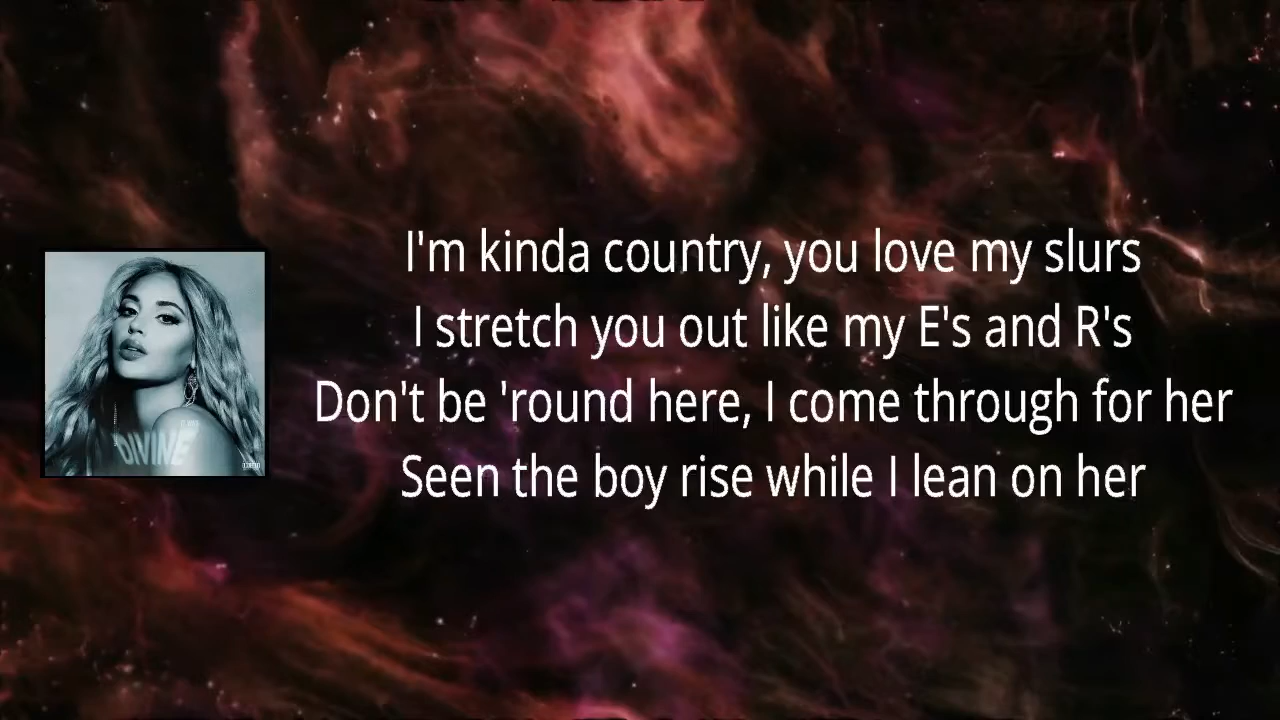 I'm kinda country, you love my slurs
I stretch you out like my E's and R's
Don't be 'round here, I come through for her
Seen the boy rise while I lean on her
DIVINE